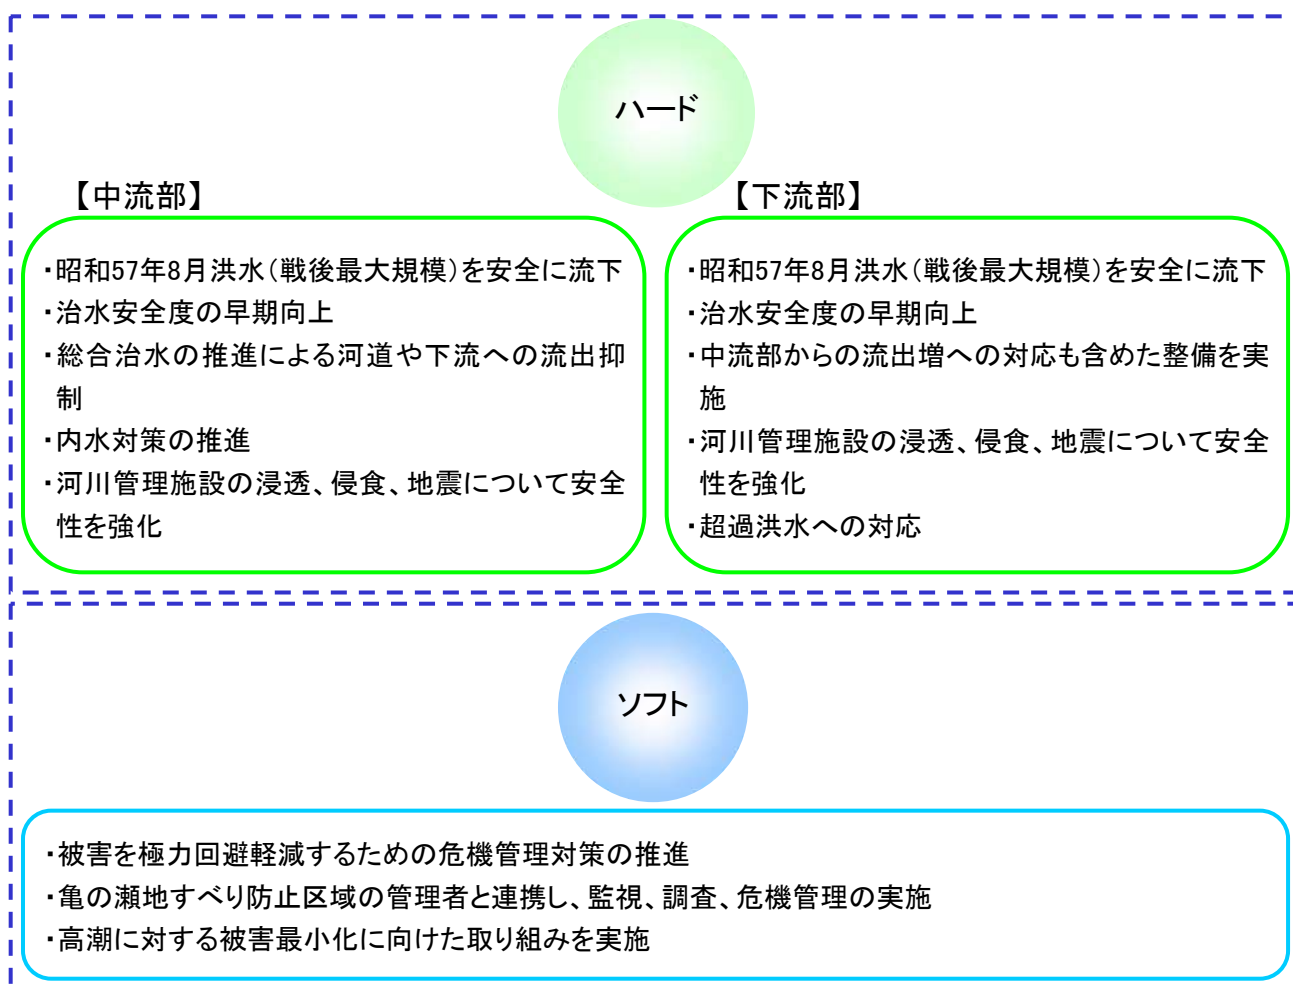 ハード
【中流部】
・昭和57年8月洪水(戦後最大規模)を安全に流下
・治水安全度の早期向上
・総合治水の推進による河道や下流への流出抑
制
・内水対策の推進
・河川管理施設の浸透、侵食、地震について安全
性を強化
【下流部】
・昭和57年8月洪水(戦後最大規模)を安全に流下
・治水安全度の早期向上
・中流部からの流出増への対応も含めた整備を実
施
・河川管理施設の浸透、侵食、地震について安全
性を強化
・超過洪水への対応
ソフト
・被害を極力回避軽減するための危機管理対策の推進
・亀の瀬地すべり防止区域の管理者と連携し、監視、調査、危機管理の実施
・高潮に対する被害最小化に向けた取り組みを実施